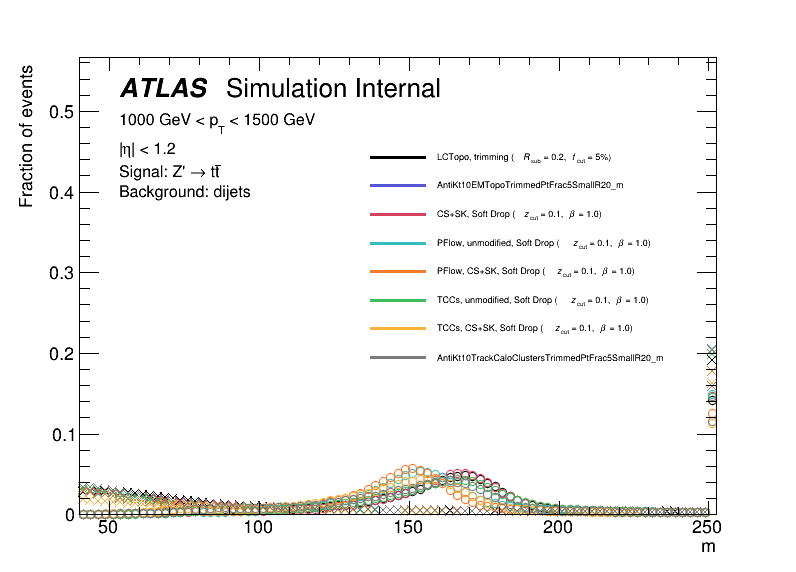 ATLAS Simulation Internal
1000 GeV < p_T < 1500 GeV
|η| < 1.2
Signal: Z' → tt̄
Background: dijets
LCTopo, trimming ( R_sub = 0.2, f_cut = 5%)
AntiKt10EMTopoTrimmedPtFrac5SmallR20_m
CS+SK, Soft Drop ( z_cut = 0.1, β = 1.0)
PFlow, unmodified, Soft Drop ( z_cut = 0.1, β = 1.0)
PFlow, CS+SK, Soft Drop ( z_cut = 0.1, β = 1.0)
TCCs, unmodified, Soft Drop ( z_cut = 0.1, β = 1.0)
TCCs, CS+SK, Soft Drop ( z_cut = 0.1, β = 1.0)
AntiKt10TrackCaloClustersTrimmedPtFrac5SmallR20_m
Fraction of events
0.5
0.4
0.3
0.2
0.1
0
50 100 150 200 250
m